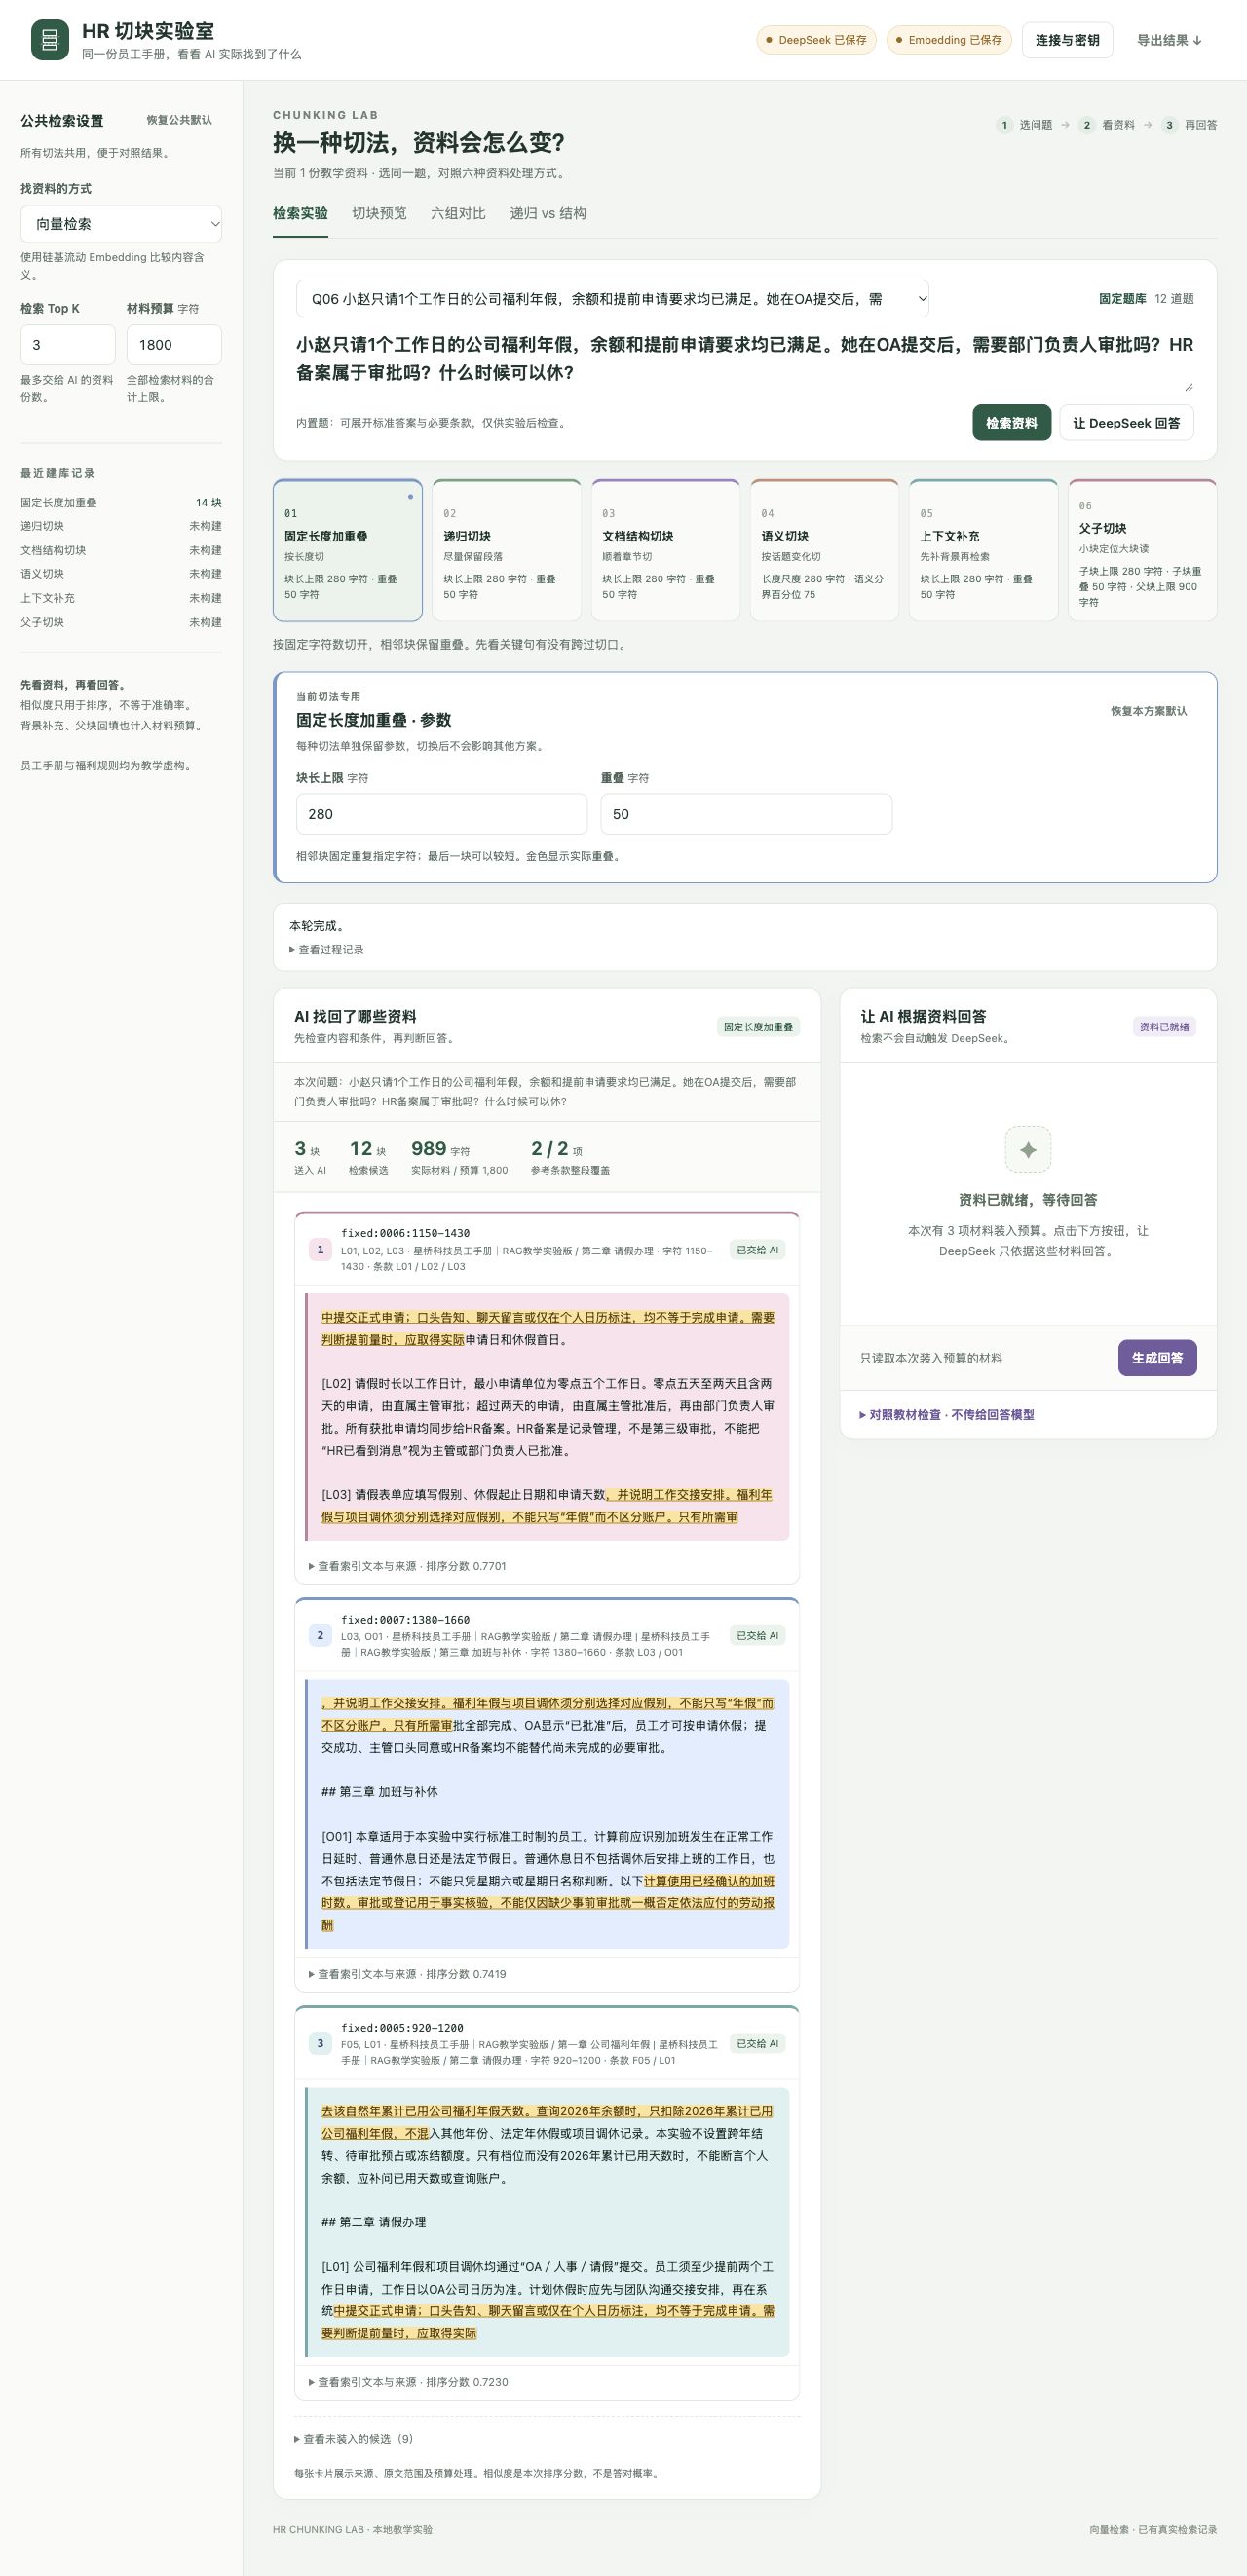 HR 切块实验室
同一份员工手册，看看 AI 实际找到了什么
DeepSeek 已保存
Embedding 已保存
连接与密钥
导出结果 ↓
公共检索设置
恢复公共默认
所有切法共用，便于对照结果。
找资料的方式
向量检索
使用硅基流动 Embedding 比较内容含
义。
检索 Top K
材料预算 字符
3
1800
最多交给 AI 的资料
份数。
全部检索材料的合
计上限。
最近建库记录
固定长度加重叠 14 块
递归切块 未构建
文档结构切块 未构建
语义切块 未构建
上下文补充 未构建
父子切块 未构建
先看资料，再看回答。
相似度只用于排序，不等于准确率。
背景补充、父块回填也计入材料预算。
员工手册与福利规则均为教学虚构。
CHUNKING LAB
换一种切法，资料会怎么变？
当前 1 份教学资料 · 选同一题，对照六种资料处理方式。
1 选问题 → 2 看资料 → 3 再回答
检索实验 切块预览 六组对比 递归 vs 结构
Q06 小赵只请1个工作日的公司福利年假，余额和提前申请要求均已满足。她在OA提交后，需
固定题库 12 道题
小赵只请1个工作日的公司福利年假，余额和提前申请要求均已满足。她在OA提交后，需要部门负责人审批吗？HR
备案属于审批吗？什么时候可以休？
内置题：可展开标准答案与必要条款，仅供实验后检查。
检索资料
让 DeepSeek 回答
01
固定长度加重叠
按长度切
块长上限 280 字符 · 重叠
50 字符
02
递归切块
尽量保留段落
块长上限 280 字符 · 重叠
50 字符
03
文档结构切块
顺着章节切
块长上限 280 字符 · 重叠
50 字符
04
语义切块
按话题变化切
长度尺度 280 字符 · 语义分
界百分位 75
05
上下文补充
先补背景再检索
块长上限 280 字符 · 重叠
50 字符
06
父子切块
小块定位大块读
子块上限 280 字符 · 子块重
叠 50 字符 · 父块上限 900
字符
按固定字符数切开，相邻块保留重叠。先看关键句有没有跨过切口。
当前切法专用
固定长度加重叠 · 参数
恢复本方案默认
每种切法单独保留参数，切换后不会影响其他方案。
块长上限 字符
重叠 字符
280
50
相邻块固定重复指定字符；最后一块可以较短。金色显示实际重叠。
本轮完成。
▶ 查看过程记录
AI 找回了哪些资料
先检查内容和条件，再判断回答。
固定长度加重叠
本次问题：小赵只请1个工作日的公司福利年假，余额和提前申请要求均已满足。她在OA提交后，需要部
门负责人审批吗？HR备案属于审批吗？什么时候可以休？
3 块
送入 AI
12 块
检索候选
989 字符
实际材料 / 预算 1,800
2 / 2 项
参考条款整段覆盖
1
fixed:0006:1150–1430
L01, L02, L03 · 星桥科技员工手册｜RAG教学实验版 / 第二章 请假办理 · 字符 1150–
1430 · 条款 L01 / L02 / L03
已交给 AI
中提交正式申请；口头告知、聊天留言或仅在个人日历标注，均不等于完成申请。需要
判断提前量时，应取得实际申请日和休假首日。
[L02] 请假时长以工作日计，最小申请单位为零点五个工作日。零点五天至两天且含两
天的申请，由直属主管审批；超过两天的申请，由直属主管批准后，再由部门负责人审
批。所有获批申请均同步给HR备案。HR备案是记录管理，不是第三级审批，不能把
“HR已看到消息”视为主管或部门负责人已批准。
[L03] 请假表单应填写假别、休假起止日期和申请天数，并说明工作交接安排。福利年
假与项目调休须分别选择对应假别，不能只写“年假”而不区分账户。只有所需审
▶ 查看索引文本与来源 · 排序分数 0.7701
2
fixed:0007:1380–1660
L03, O01 · 星桥科技员工手册｜RAG教学实验版 / 第二章 请假办理 | 星桥科技员工手
册｜RAG教学实验版 / 第三章 加班与补休 · 字符 1380–1660 · 条款 L03 / O01
已交给 AI
，并说明工作交接安排。福利年假与项目调休须分别选择对应假别，不能只写“年假”而
不区分账户。只有所需审批全部完成、OA显示“已批准”后，员工才可按申请休假；提
交成功、主管口头同意或HR备案均不能替代尚未完成的必要审批。
## 第三章 加班与补休
[O01] 本章适用于本实验中实行标准工时制的员工。计算前应识别加班发生在正常工作
日延时、普通休息日还是法定节假日。普通休息日不包括调休后安排上班的工作日，也
不包括法定节假日；不能只凭星期六或星期日名称判断。以下计算使用已经确认的加班
时数。审批或登记用于事实核验，不能仅因缺少事前审批就一概否定依法应付的劳动报
酬
▶ 查看索引文本与来源 · 排序分数 0.7419
3
fixed:0005:920–1200
F05, L01 · 星桥科技员工手册｜RAG教学实验版 / 第一章 公司福利年假 | 星桥科技员工
手册｜RAG教学实验版 / 第二章 请假办理 · 字符 920–1200 · 条款 F05 / L01
已交给 AI
去该自然年累计已用公司福利年假天数。查询2026年余额时，只扣除2026年累计已用
公司福利年假，不混入其他年份、法定年休假或项目调休记录。本实验不设置跨年结
转、待审批预占或冻结额度。只有档位而没有2026年累计已用天数时，不能断言个人
余额，应补问已用天数或查询账户。
## 第二章 请假办理
[L01] 公司福利年假和项目调休均通过“OA / 人事 / 请假”提交。员工须至少提前两个工
作日申请，工作日以OA公司日历为准。计划休假时应先与团队沟通交接安排，再在系
统中提交正式申请；口头告知、聊天留言或仅在个人日历标注，均不等于完成申请。需
要判断提前量时，应取得实际
▶ 查看索引文本与来源 · 排序分数 0.7230
▶ 查看未装入的候选（9）
每张卡片展示来源、原文范围及预算处理。相似度是本次排序分数，不是答对概率。
让 AI 根据资料回答
检索不会自动触发 DeepSeek。
资料已就绪
资料已就绪，等待回答
本次有 3 项材料装入预算。点击下方按钮，让
DeepSeek 只依据这些材料回答。
只读取本次装入预算的材料
生成回答
▶ 对照教材检查 · 不传给回答模型
HR CHUNKING LAB · 本地教学实验
向量检索 · 已有真实检索记录